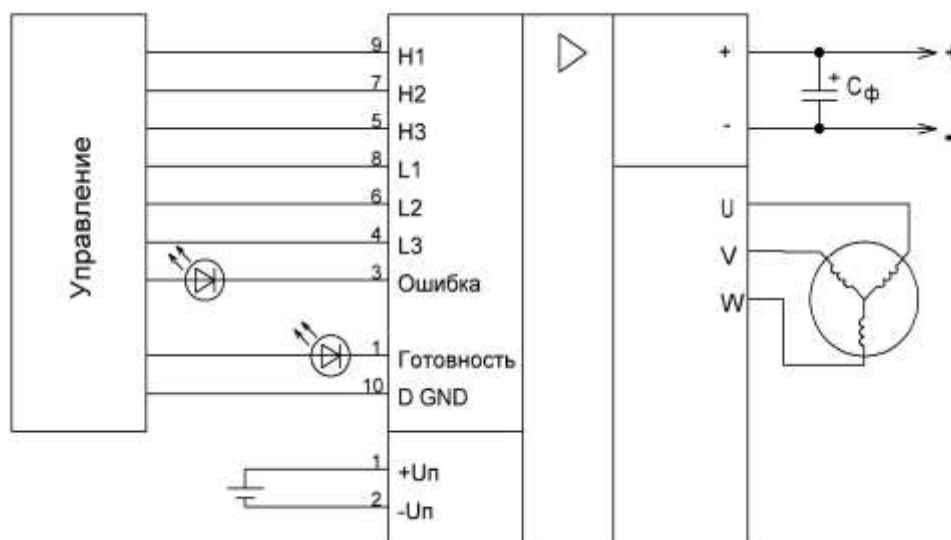 Управление
9 H1
7 H2
5 H3
8 L1
6 L2
4 L3
3 Ошибка
1 Готовность
10 D GND
1 +Uп
2 -Uп
+
-
+ Cф
+
-
U
V
W